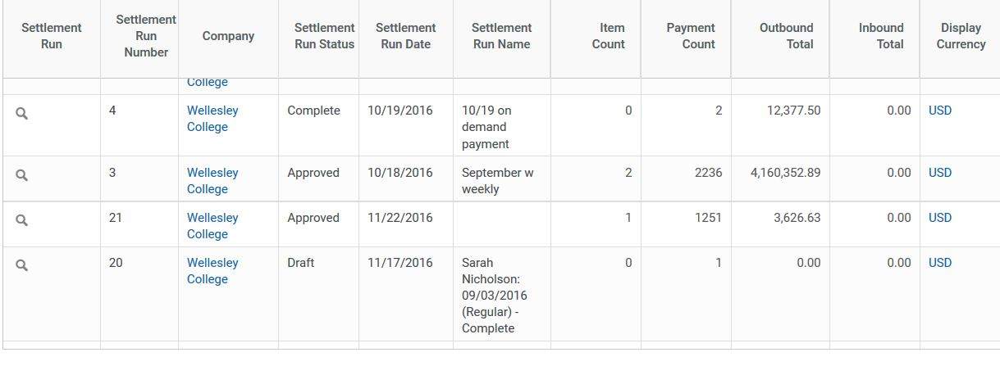 Settlement Run Settlement Run Number Company Settlement Run Status Settlement Run Date Settlement Run Name Item Count Payment Count Outbound Total Inbound Total Display Currency
College
4 Wellesley Complete 10/19/2016 10/19 on 0 2 12,377.50 0.00 USD
College demand
payment
3 Wellesley Approved 10/18/2016 September w 2 2236 4,160,352.89 0.00 USD
College weekly
21 Wellesley Approved 11/22/2016 1 1251 3,626.63 0.00 USD
College
20 Wellesley Draft 11/17/2016 Sarah 0 1 0.00 0.00 USD
College Nicholson:
09/03/2016
(Regular) -
Complete